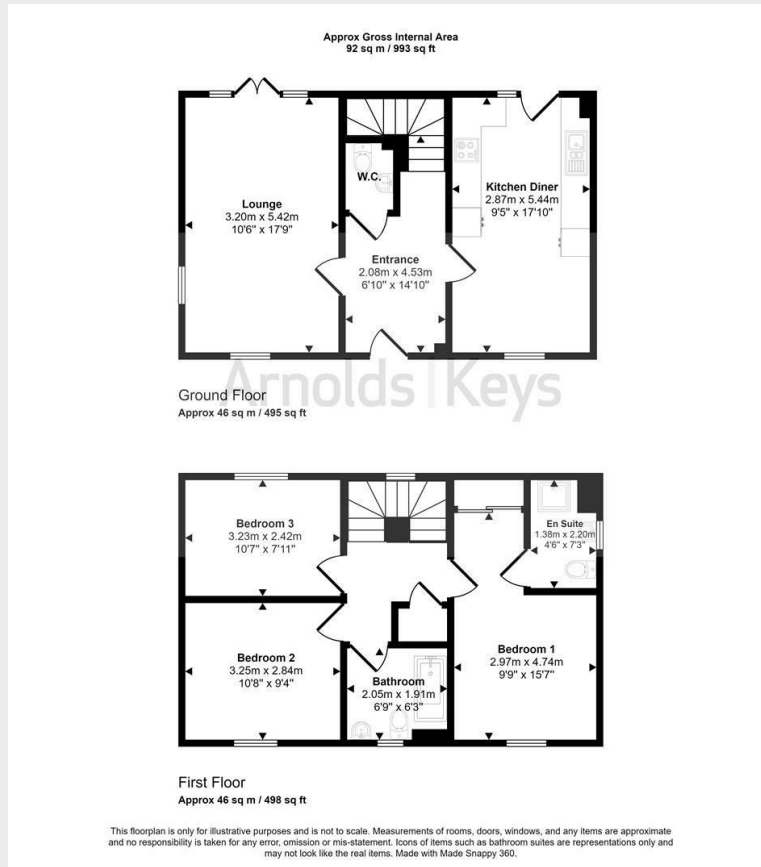 Approx Gross Internal Area
92 sq m / 993 sq ft
Lounge
3.20m x 5.42m
10'6" x 17'9"
W.C.
Entrance
2.08m x 4.53m
6'10" x 14'10"
Kitchen Diner
2.87m x 5.44m
9'5" x 17'10"
Arnolds | Keys
Ground Floor
Approx 46 sq m / 495 sq ft
Bedroom 3
3.23m x 2.42m
10'7" x 7'11"
En Suite
1.38m x 2.20m
4'6" x 7'3"
Bedroom 2
3.25m x 2.84m
10'8" x 9'4"
Bathroom
2.05m x 1.91m
6'9" x 6'3"
Bedroom 1
2.97m x 4.74m
9'9" x 15'7"
First Floor
Approx 46 sq m / 498 sq ft
This floorplan is only for illustrative purposes and is not to scale. Measurements of rooms, doors, windows, and any items are approximate
and no responsibility is taken for any error, omission or mis-statement. Icons of items such as bathroom suites are representations only and
may not look like the real items. Made with Made Snappy 360.